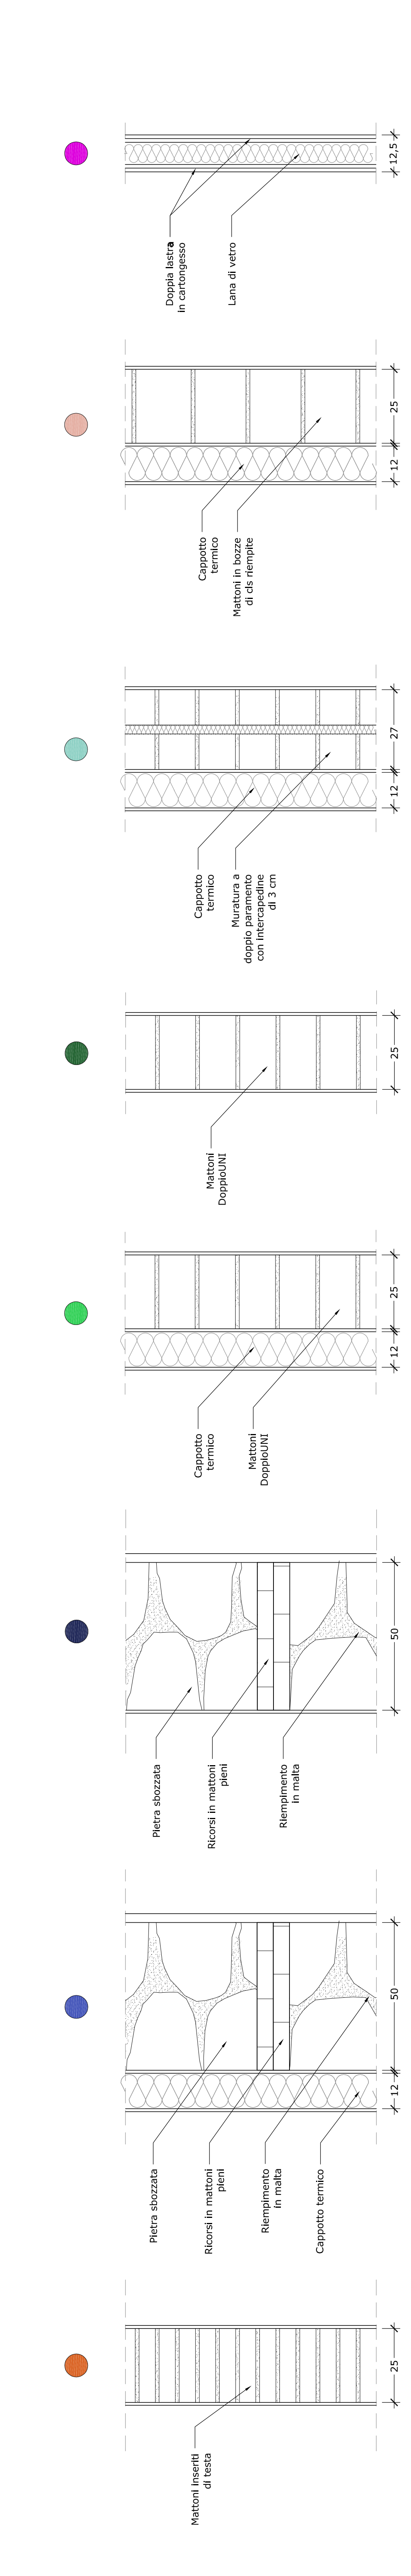 Mattoni inseriti
di testa
25
Pietra sbozzata
Ricorsi in mattoni
pieni
Riempimento
in malta
Cappotto termico
12
50
Pietra sbozzata
Ricorsi in mattoni
pieni
Riempimento
in malta
50
Cappotto
termico
Mattoni
DoppioUNI
12
25
Mattoni
DoppioUNI
25
Cappotto
termico
Muratura a
doppio paramento
con intercapedine
di 3 cm
12
27
Cappotto
termico
Mattoni in bozze
di cls riempite
12
25
Doppia lastra
in cartongesso
Lana di vetro
12,5